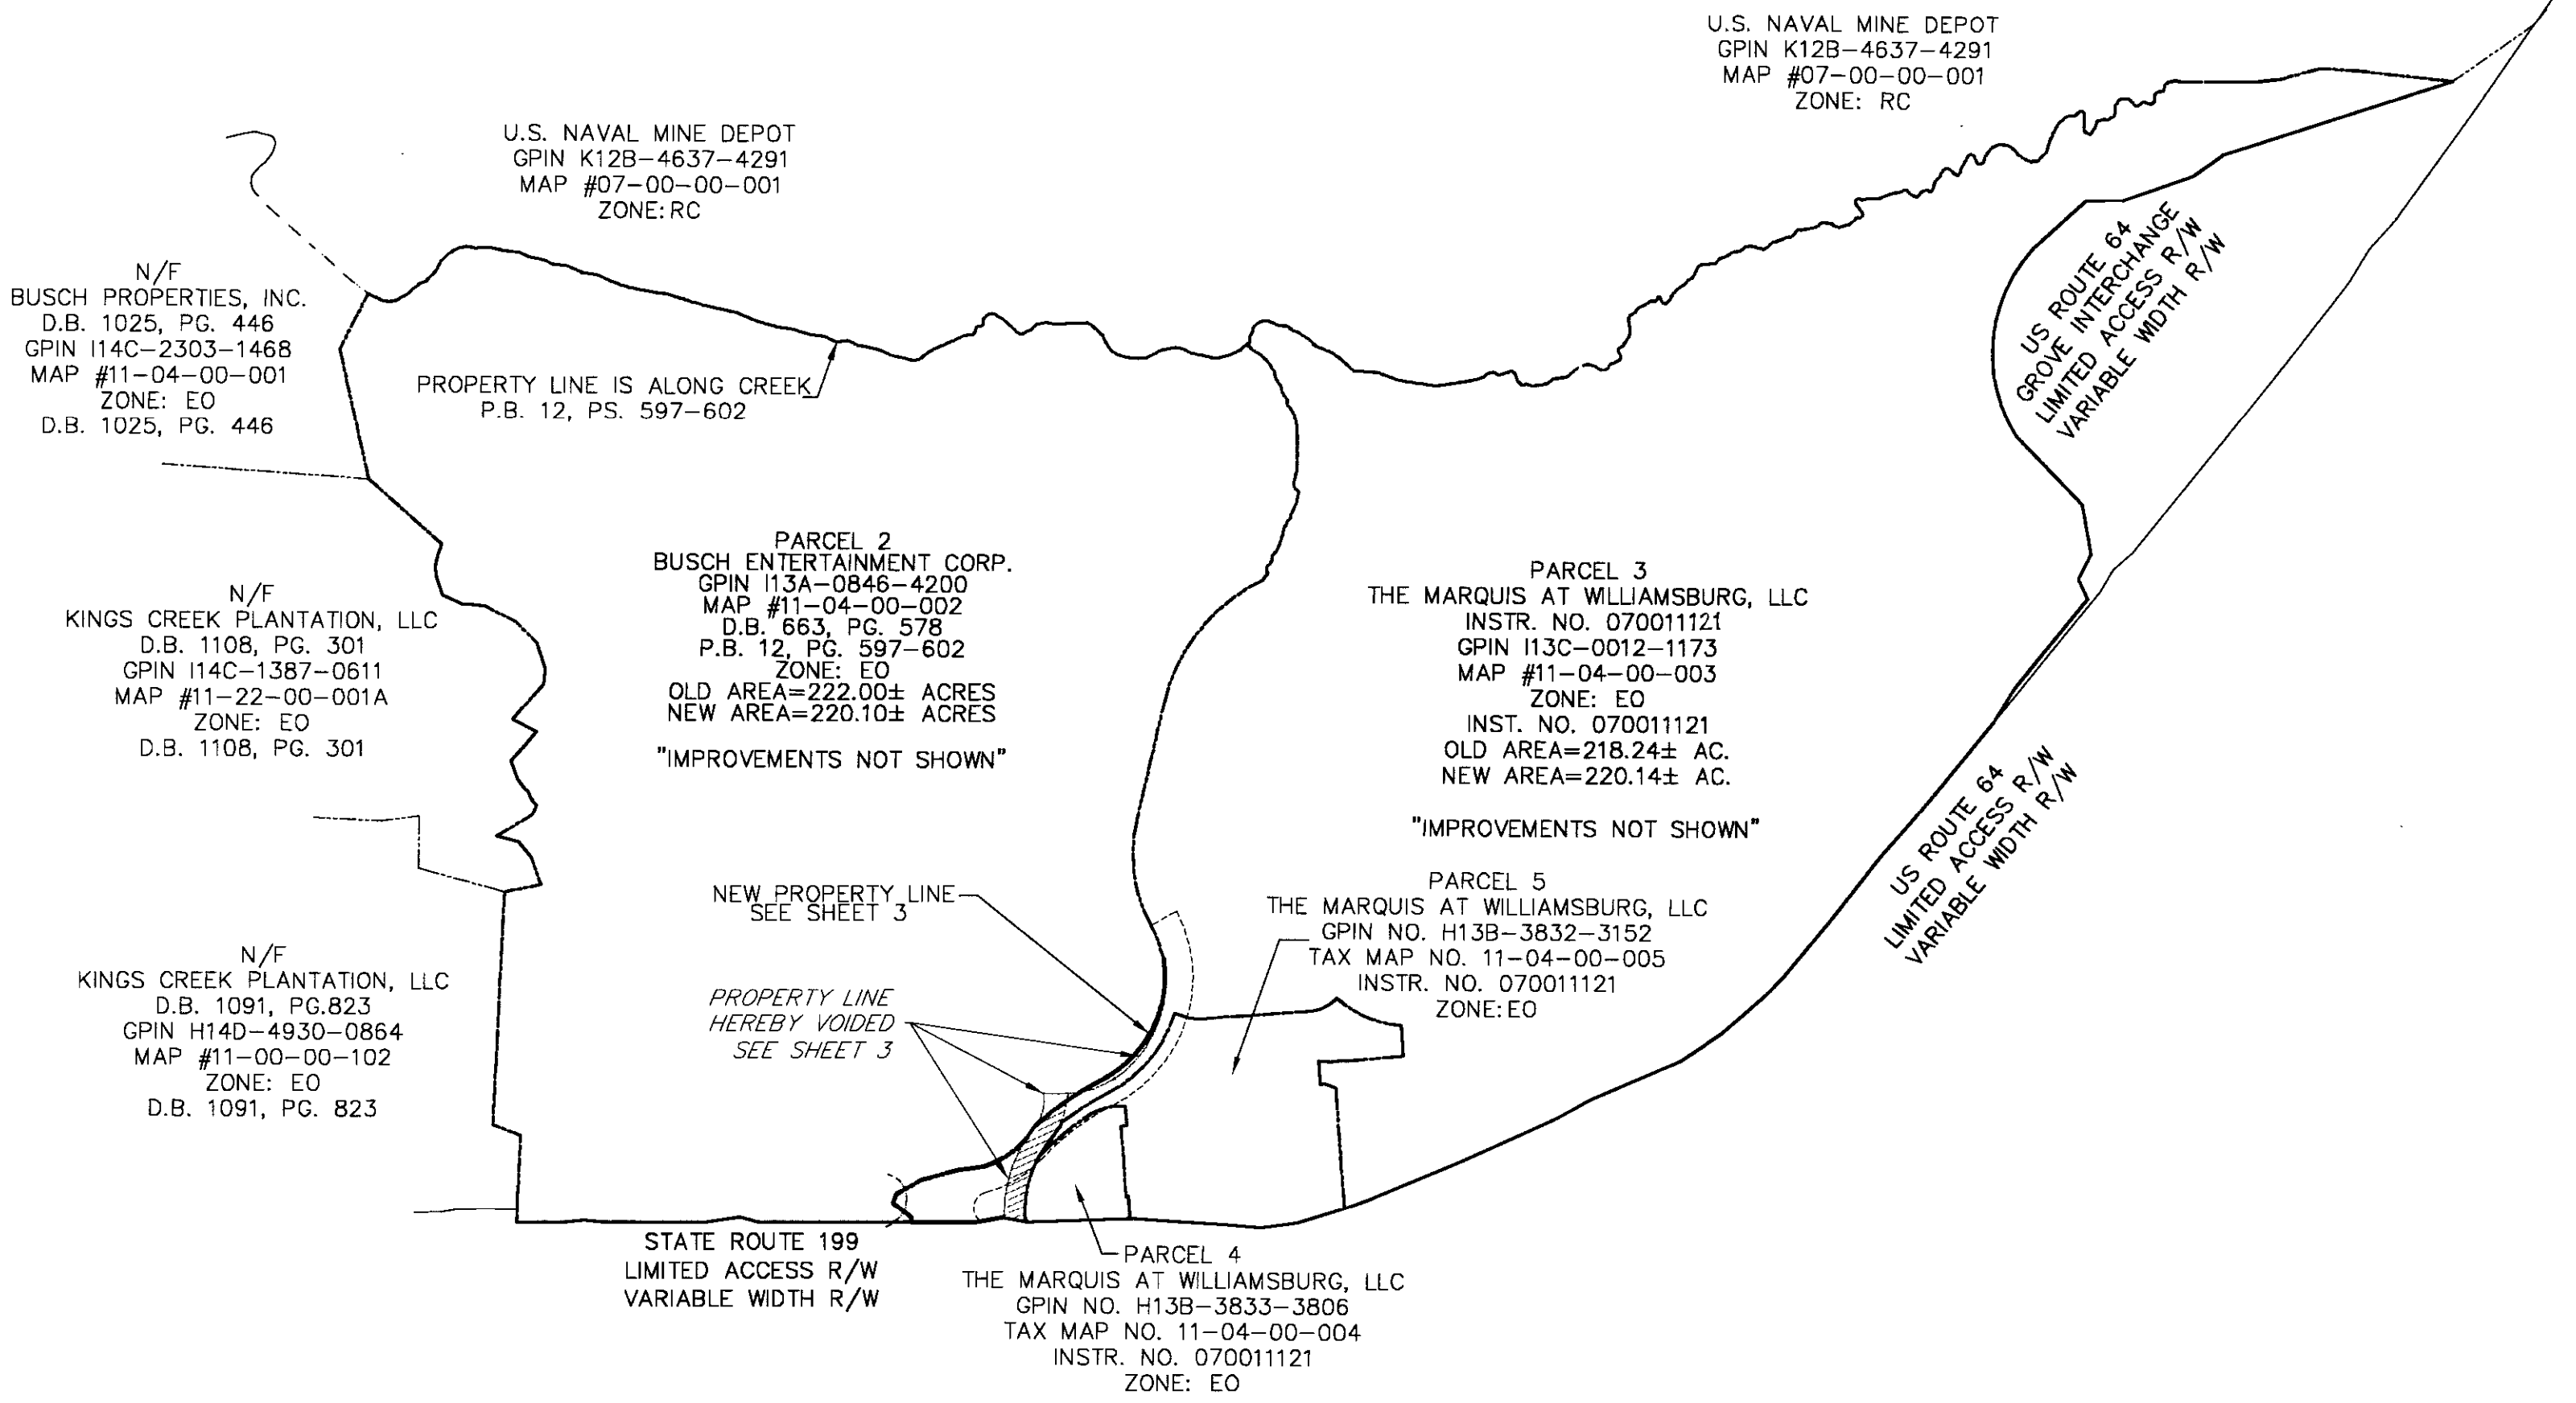 U.S. NAVAL MINE DEPOT
GPIN K12B-4637-4291
MAP #07-00-00-001
ZONE: RC
U.S. NAVAL MINE DEPOT
GPIN K12B-4637-4291
MAP #07-00-00-001
ZONE: RC
N/F
BUSCH PROPERTIES, INC.
D.B. 1025, PG. 446
GPIN I14C-2303-1468
MAP #11-04-00-001
ZONE: EO
D.B. 1025, PG. 446
PROPERTY LINE IS ALONG CREEK
P.B. 12, PS. 597-602
US ROUTE 64
GROVE INTERCHANGE
LIMITED ACCESS R/W
VARIABLE WIDTH R/W
N/F
KINGS CREEK PLANTATION, LLC
D.B. 1108, PG. 301
GPIN I14C-1387-0611
MAP #11-22-00-001A
ZONE: EO
D.B. 1108, PG. 301
PARCEL 2
BUSCH ENTERTAINMENT CORP.
GPIN I13A-0846-4200
MAP #11-04-00-002
D.B. 663, PG. 578
P.B. 12, PG. 597-602
ZONE: EO
OLD AREA=222.00± ACRES
NEW AREA=220.10± ACRES
"IMPROVEMENTS NOT SHOWN"
PARCEL 3
THE MARQUIS AT WILLIAMSBURG, LLC
INSTR. NO. 070011121
GPIN I13C-0012-1173
MAP #11-04-00-003
ZONE: EO
INST. NO. 070011121
OLD AREA=218.24± AC.
NEW AREA=220.14± AC.
"IMPROVEMENTS NOT SHOWN"
US ROUTE 64
LIMITED ACCESS R/W
VARIABLE WIDTH R/W
PARCEL 5
THE MARQUIS AT WILLIAMSBURG, LLC
GPIN NO. H13B-3832-3152
TAX MAP NO. 11-04-00-005
INSTR. NO. 070011121
ZONE: EO
NEW PROPERTY LINE
SEE SHEET 3
PROPERTY LINE
HEREBY VOIDED
SEE SHEET 3
N/F
KINGS CREEK PLANTATION, LLC
D.B. 1091, PG.823
GPIN H14D-4930-0864
MAP #11-00-00-102
ZONE: EO
D.B. 1091, PG. 823
STATE ROUTE 199
LIMITED ACCESS R/W
VARIABLE WIDTH R/W
PARCEL 4
THE MARQUIS AT WILLIAMSBURG, LLC
GPIN NO. H13B-3833-3806
TAX MAP NO. 11-04-00-004
INSTR. NO. 070011121
ZONE: EO